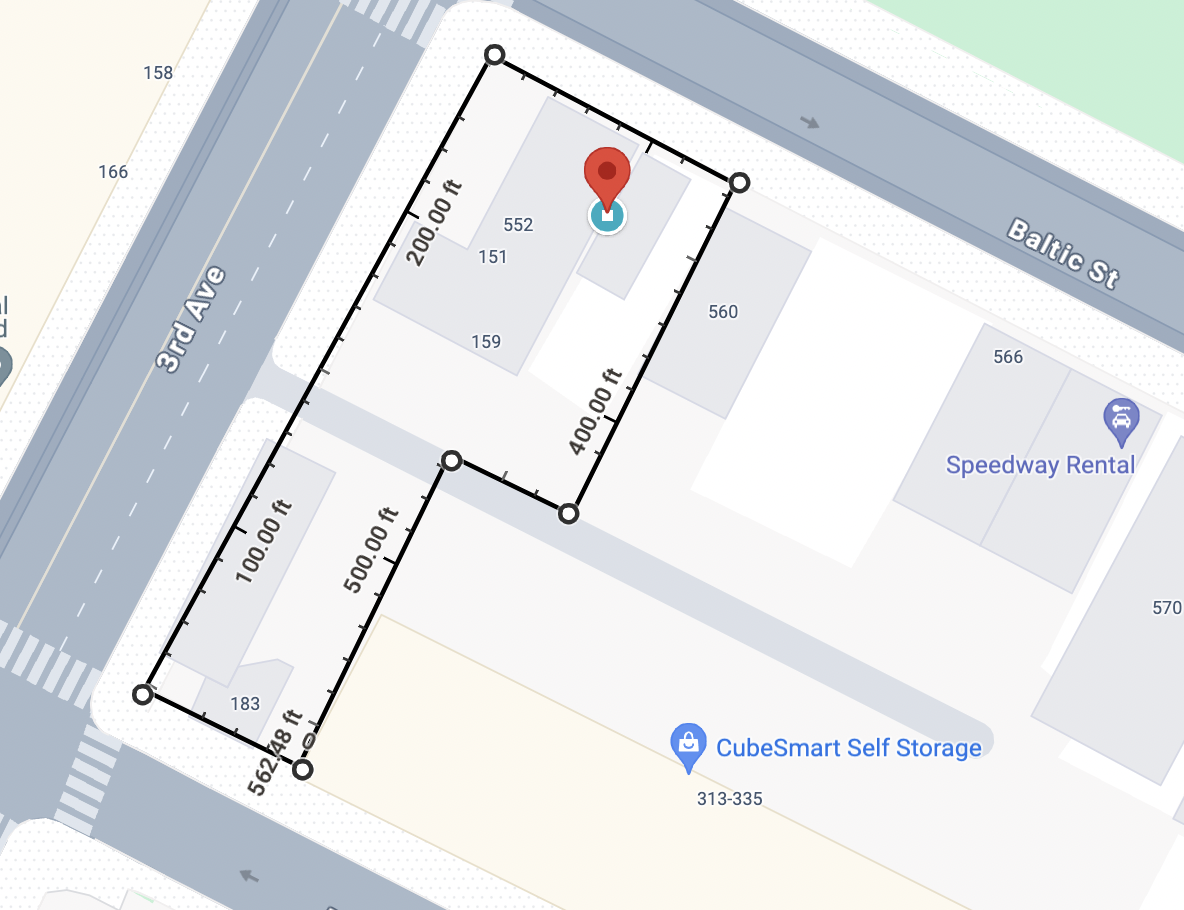 158
166
200.00 ft
552
151
159
3rd Ave
Baltic St
560
566
Speedway Rental
400.00 ft
100.00 ft
500.00 ft
570
183
562.48 ft
CubeSmart Self Storage
313-335